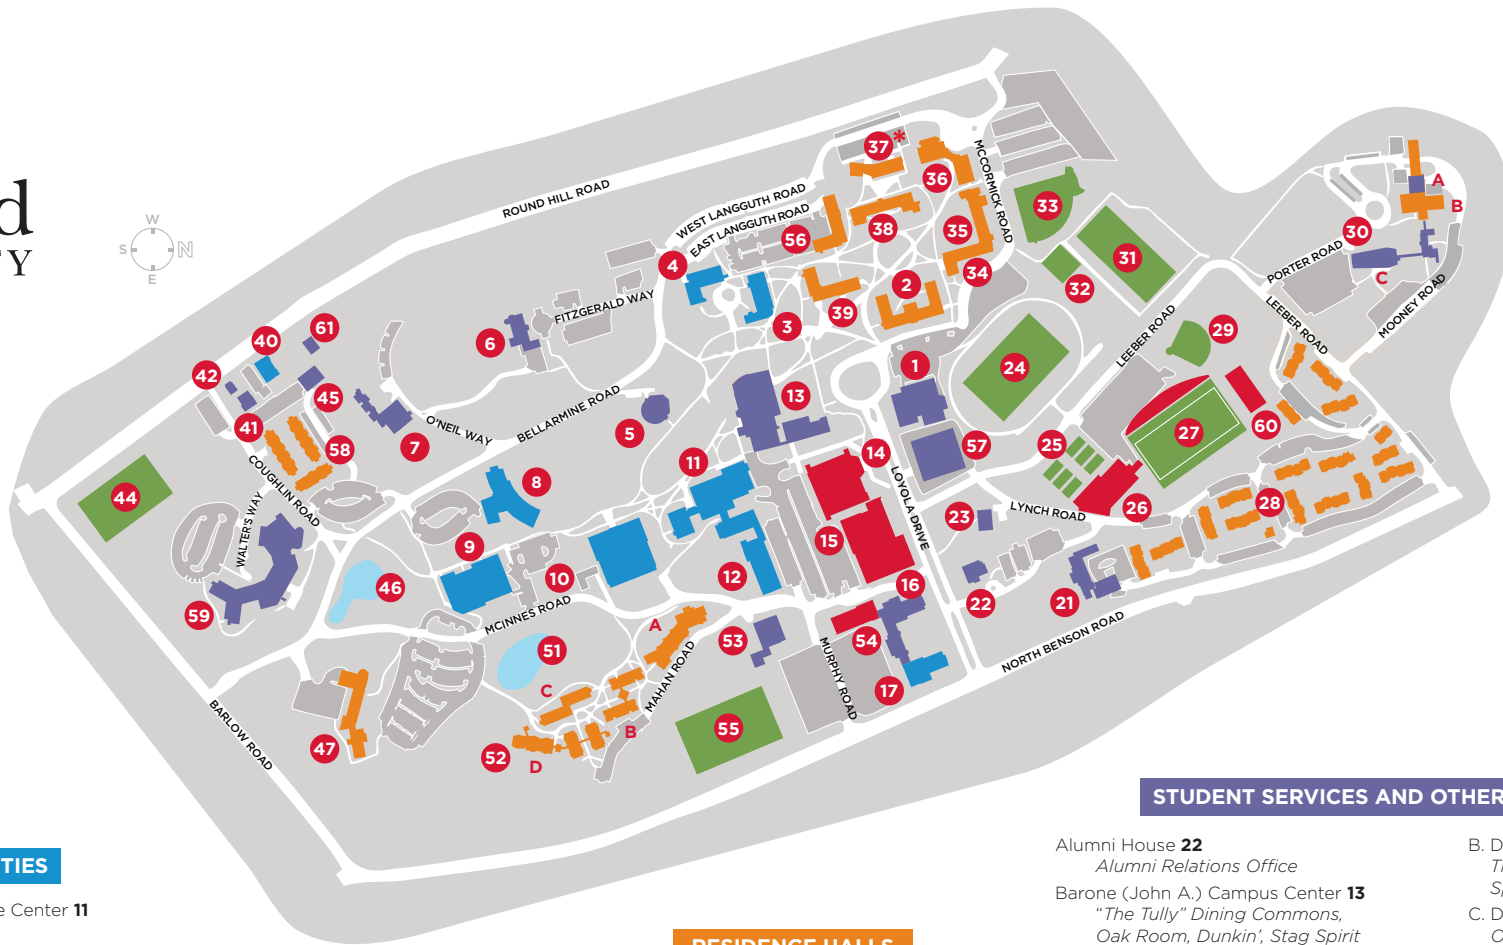 d
TY
W
S
N
E
ROUND HILL ROAD
WEST LANGGUTH ROAD
EAST LANGGUTH ROAD
MCCORMICK ROAD
FITZGERALD WAY
BELLARMINE ROAD
O'NEIL WAY
COUGHLIN ROAD
WALTER'S WAY
BARLOW ROAD
MCINNES ROAD
MAHAN ROAD
MURPHY ROAD
LOYOLA DRIVE
LYNCH ROAD
NORTH BENSON ROAD
LEEBER ROAD
LEEBER ROAD
PORTER ROAD
MOONEY ROAD
37 *
36
33
38
35
56
34
31
32
30
A
B
C
4
2
39
3
61
40
6
42
45
41
58
7
5
13
1
24
29
60
27
25
57
14
11
8
44
9
10
15
12
23
26
28
16
22
21
46
59
51
A
53
54
17
C
B
47
52
D
55
TIES
e Center 11
RESIDENCE HALLS
STUDENT SERVICES AND OTHER
Alumni House 22
Alumni Relations Office
Barone (John A.) Campus Center 13
“The Tully” Dining Commons,
Oak Room, Dunkin’, Stag Spirit
B. D
T
Sp
C. D